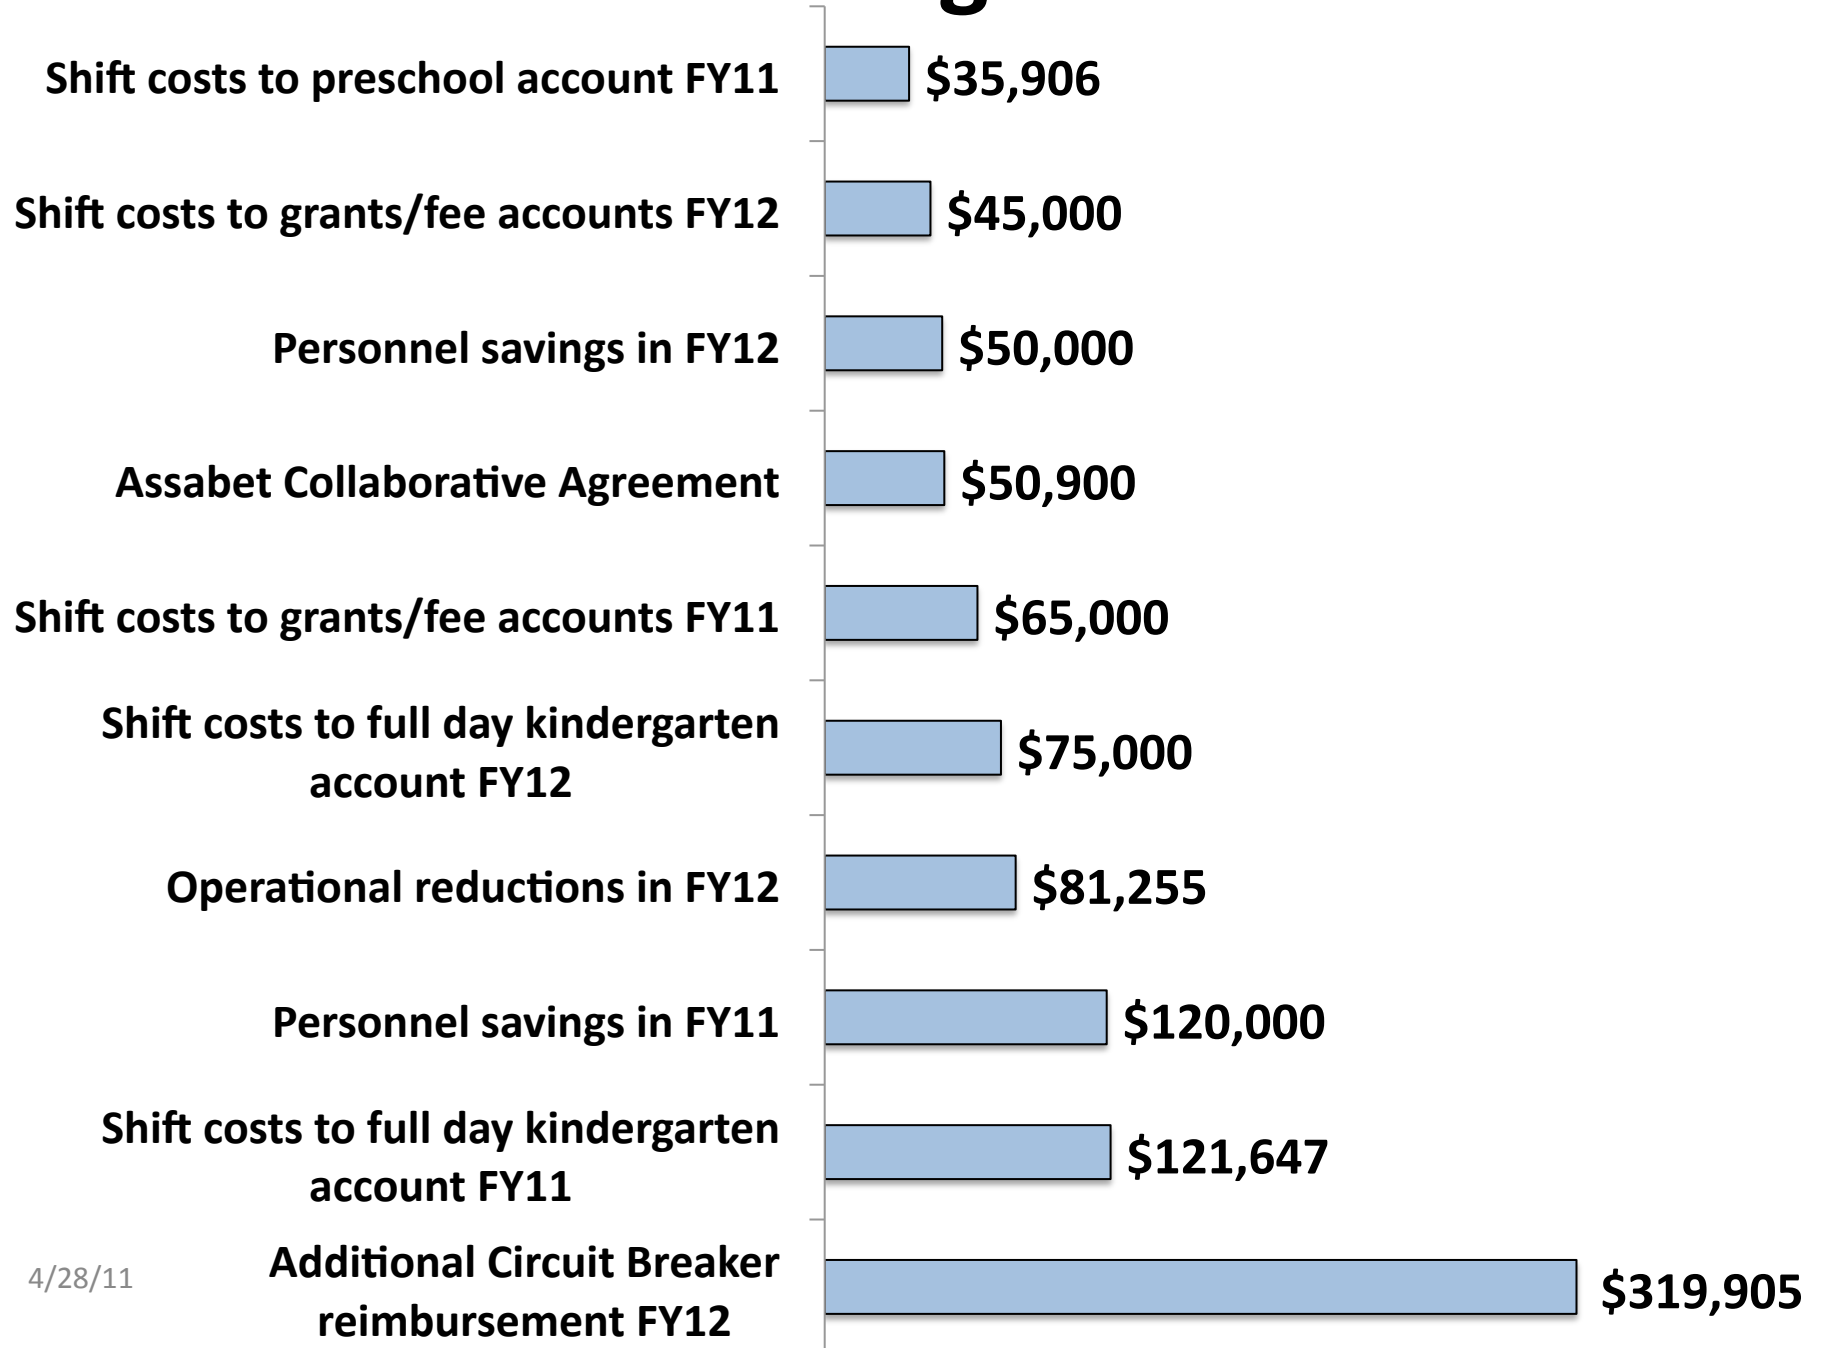 Shift costs to preschool account FY11
$35,906
Shift costs to grants/fee accounts FY12
$45,000
Personnel savings in FY12
$50,000
Assabet Collaborative Agreement
$50,900
Shift costs to grants/fee accounts FY11
$65,000
Shift costs to full day kindergarten
account FY12
$75,000
Operational reductions in FY12
$81,255
Personnel savings in FY11
$120,000
Shift costs to full day kindergarten
account FY11
$121,647
Additional Circuit Breaker
reimbursement FY12
$319,905
4/28/11